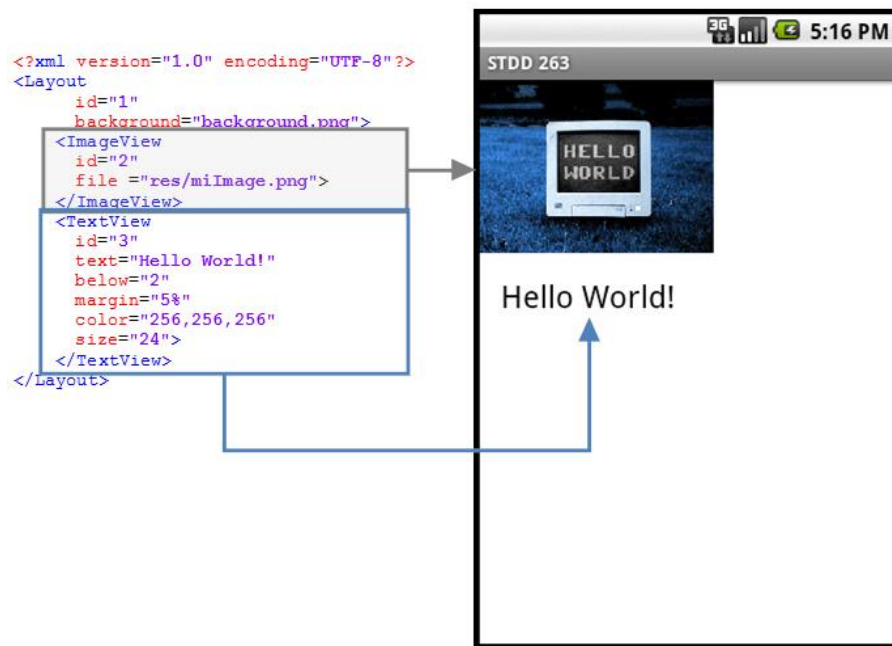 <?xml version="1.0" encoding="UTF-8"?>
<Layout
id="1"
background="background.png">
<ImageView
id="2"
file ="res/miImage.png">
</ImageView>
<TextView
id="3"
text="Hello World!"
below="2"
margin="5%"
color="256,256,256"
size="24">
</TextView>
</Layout>
3G 5:16 PM
STDD 263
HELLO
WORLD
Hello World!